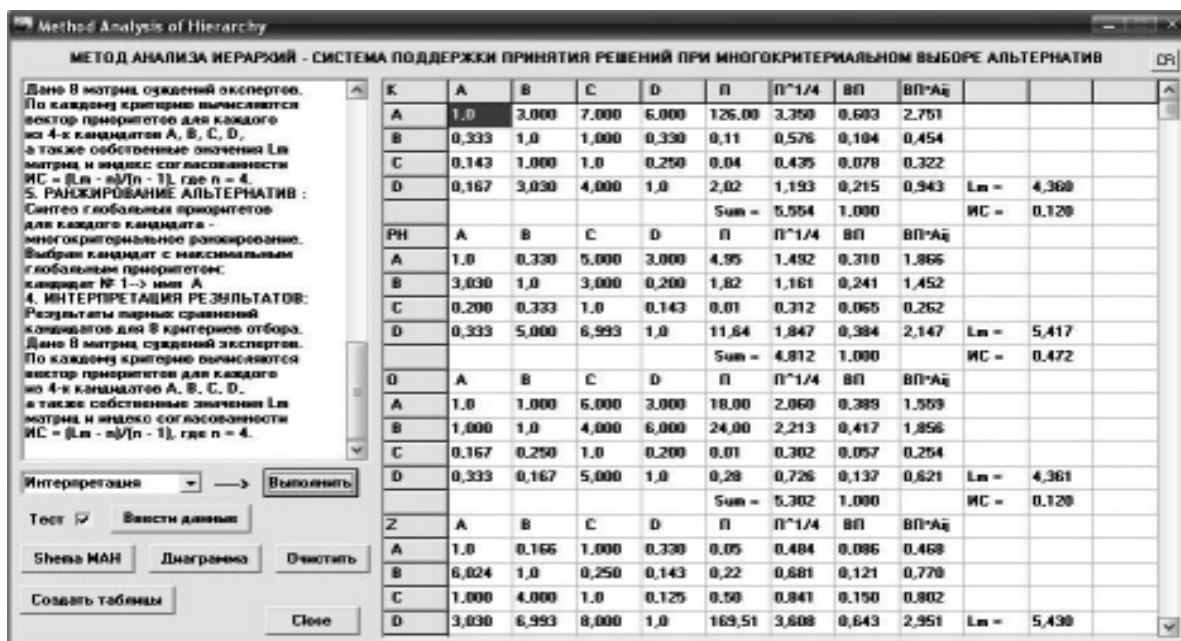 Method Analysis of Hierarchy
МЕТОД АНАЛИЗА ИЕРАРХИЙ - СИСТЕМА ПОДДЕРЖКИ ПРИНЯТИЯ РЕШЕНИЙ ПРИ МНОГОКРИТЕРИАЛЬНОМ ВЫБОРЕ АЛЬТЕРНАТИВ
Дано 8 матриц суждений экспертов.
По каждому критерию вычисляются
вектор приоритетов для каждого
из 4-х кандидатов A, B, C, D,
а также собственные значения Lm
матриц и индекс согласованности
ИС = (Lm - n)/(n - 1), где n = 4.
5. РАНЖИРОВАНИЕ АЛЬТЕРНАТИВ :
Синтез глобальных приоритетов
для каждого кандидата -
многокритериальное ранжирование.
Выбран кандидат с максимальным
глобальным приоритетом:
кандидат № 1--> имя A
4. ИНТЕРПРЕТАЦИЯ РЕЗУЛЬТАТОВ:
Результаты парных сравнений
кандидатов для 8 критериев отбора.
Дано 8 матриц суждений экспертов.
По каждому критерию вычисляются
вектор приоритетов для каждого
из 4-х кандидатов A, B, C, D,
а также собственные значения Lm
матриц и индекс согласованности
ИС = (Lm - n)/(n - 1), где n = 4.
Интерпретация ---> Выполнить
Тест Ввести данные
Shema MAH Диаграмма Очистить
Создать таблицы
Close
K A B C D П П^1/4 ВП ВП*Aij
A 1.0 3,000 7,000 6,000 126,00 3,350 0,603 2,751
B 0,333 1,0 1,000 0,330 0,11 0,576 0,104 0,454
C 0,143 1,000 1.0 0,250 0,04 0,435 0,078 0,322
D 0,167 3,030 4,000 1,0 2,02 1,193 0,215 0,943 Lm = 4,360
Sum = 5,554 1,000 ИС = 0,120
PH A B C D П П^1/4 ВП ВП*Aij
A 1.0 0,330 5,000 3,000 4,95 1,492 0,310 1,866
B 3,030 1,0 3,000 0,200 1,82 1,161 0,241 1,452
C 0,200 0,333 1.0 0,143 0,01 0,312 0,065 0,262
D 0,333 5,000 6,993 1,0 11,64 1,847 0,384 2,147 Lm = 5,417
Sum = 4,812 1,000 ИС = 0,472
O A B C D П П^1/4 ВП ВП*Aij
A 1.0 1,000 6,000 3,000 18,00 2,060 0,389 1,559
B 1,000 1,0 4,000 6,000 24,00 2,213 0,417 1,856
C 0,167 0,250 1.0 0,200 0,01 0,302 0,057 0,254
D 0,333 0,167 5,000 1,0 0,28 0,726 0,137 0,621 Lm = 4,361
Sum = 5,302 1,000 ИС = 0,120
Z A B C D П П^1/4 ВП ВП*Aij
A 1.0 0,166 1,000 0,330 0,05 0,484 0,086 0,468
B 6,024 1,0 0,250 0,143 0,22 0,681 0,121 0,770
C 1,000 4,000 1.0 0,125 0,50 0,841 0,150 0,802
D 3,030 6,993 8,000 1,0 169,51 3,608 0,643 2,951 Lm = 5,430